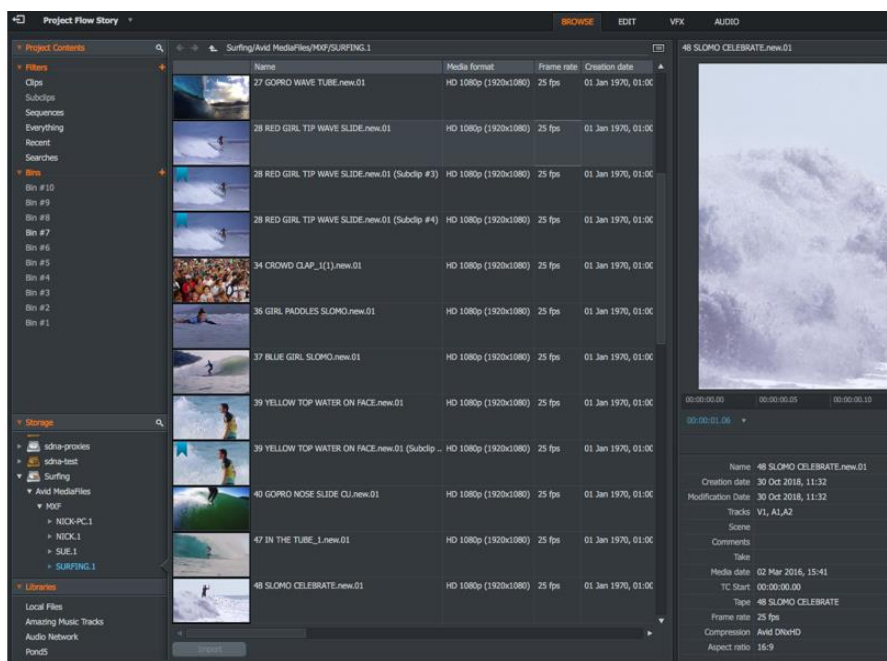 Project Flow Story
BROWSE EDIT VFX AUDIO
Project Contents
Filters
Clips
Subclips
Sequences
Everything
Recent
Searches
Bins
Bin #10
Bin #9
Bin #8
Bin #7
Bin #6
Bin #5
Bin #4
Bin #3
Bin #2
Bin #1
Storage
sdna-proxies
sdna-test
Surfing
Avid MediaFiles
MXF
NICK-PC.1
NICK.1
SUE.1
SURFING.1
Libraries
Local Files
Amazing Music Tracks
Audio Network
Pond5
Surfing/Avid MediaFiles/MXF/SURFING.1
Name Media format Frame rate Creation date
27 GOPRO WAVE TUBE.new.01 HD 1080p (1920x1080) 25 fps 01 Jan 1970, 01:00
28 RED GIRL TIP WAVE SLIDE.new.01 HD 1080p (1920x1080) 25 fps 01 Jan 1970, 01:00
28 RED GIRL TIP WAVE SLIDE.new.01 (Subclip #3) HD 1080p (1920x1080) 25 fps 01 Jan 1970, 01:00
28 RED GIRL TIP WAVE SLIDE.new.01 (Subclip #4) HD 1080p (1920x1080) 25 fps 01 Jan 1970, 01:00
34 CROWD CLAP_1(1).new.01 HD 1080p (1920x1080) 25 fps 01 Jan 1970, 01:00
36 GIRL PADDLES SLOMO.new.01 HD 1080p (1920x1080) 25 fps 01 Jan 1970, 01:00
37 BLUE GIRL SLOMO.new.01 HD 1080p (1920x1080) 25 fps 01 Jan 1970, 01:00
39 YELLOW TOP WATER ON FACE.new.01 HD 1080p (1920x1080) 25 fps 01 Jan 1970, 01:00
39 YELLOW TOP WATER ON FACE.new.01 (Subclip .. HD 1080p (1920x1080) 25 fps 01 Jan 1970, 01:00
40 GOPRO NOSE SLIDE CU.new.01 HD 1080p (1920x1080) 25 fps 01 Jan 1970, 01:00
47 IN THE TUBE_1.new.01 HD 1080p (1920x1080) 25 fps 01 Jan 1970, 01:00
48 SLOMO CELEBRATE.new.01 HD 1080p (1920x1080) 25 fps 01 Jan 1970, 01:00
Import
48 SLOMO CELEBRATE.new.01
00:00:00.00 00:00:00.05 00:00:00.10
00:00:01.06
Name 48 SLOMO CELEBRATE.new.01
Creation date 30 Oct 2018, 11:32
Modification Date 30 Oct 2018, 11:32
Tracks V1, A1,A2
Scene
Comments
Take
Media date 02 Mar 2016, 15:41
TC Start 00:00:00.00
Tape 48 SLOMO CELEBRATE
Frame rate 25 fps
Compression Avid DNxHD
Aspect ratio 16:9